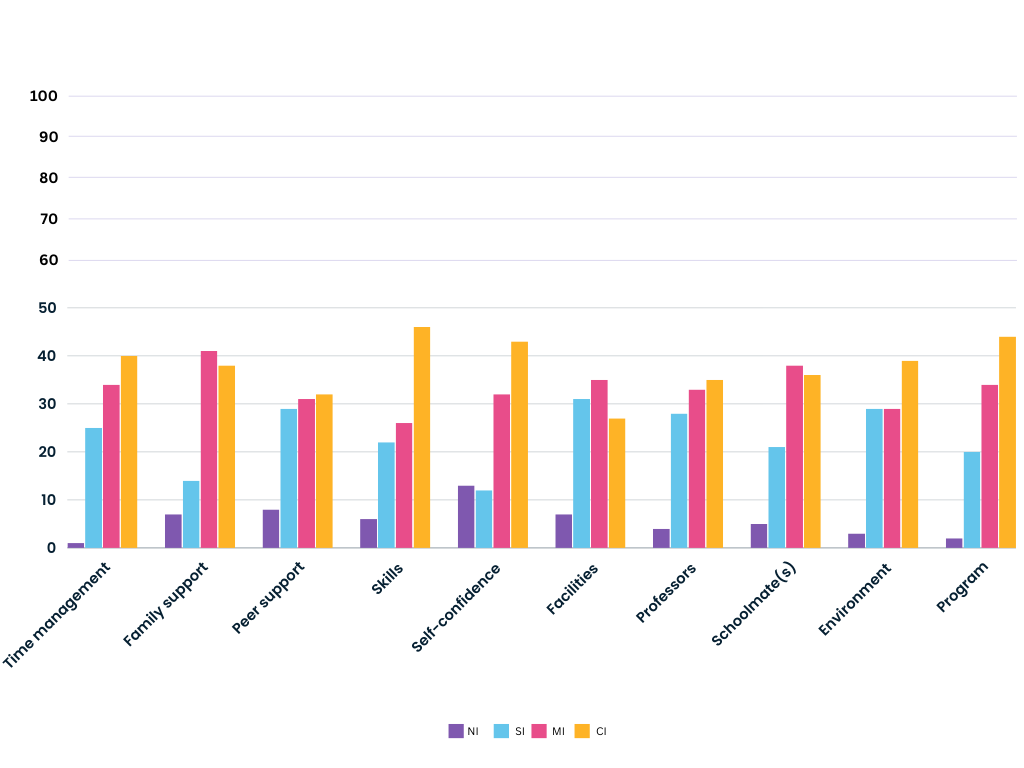 100
90
80
70
60
50
40
30
20
10
0
Time management
Family support
Peer support
Skills
Self-confidence
Facilities
Professors
Schoolmate(s)
Environment
Program
NI SI MI CI